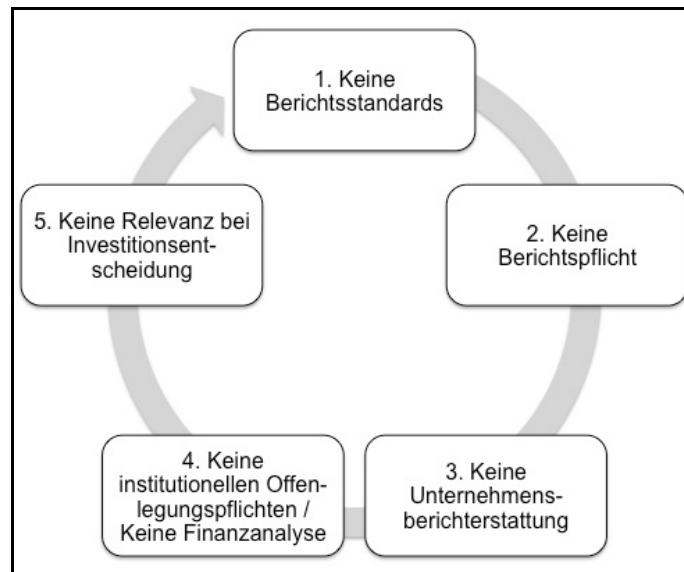 1. Keine
Berichtsstandards
2. Keine
Berichtspflicht
3. Keine
Unternehmens-
berichterstattung
4. Keine
institutionellen Offen-
legungspflichten /
Keine Finanzanalyse
5. Keine Relevanz bei
Investitionsent-
scheidung